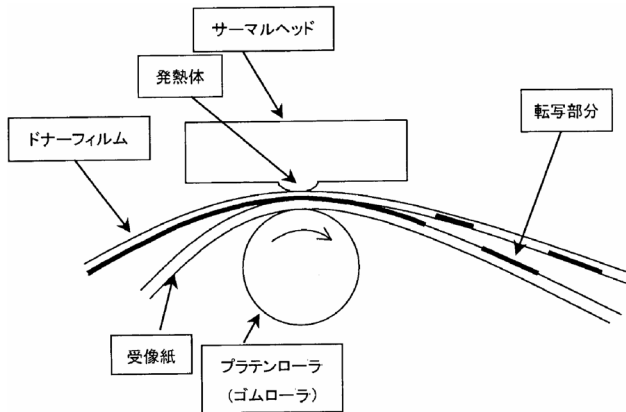 サーマルヘッド
発熱体
転写部分
ドナーフィルム
受像紙
プラテンローラ
(ゴムローラ)